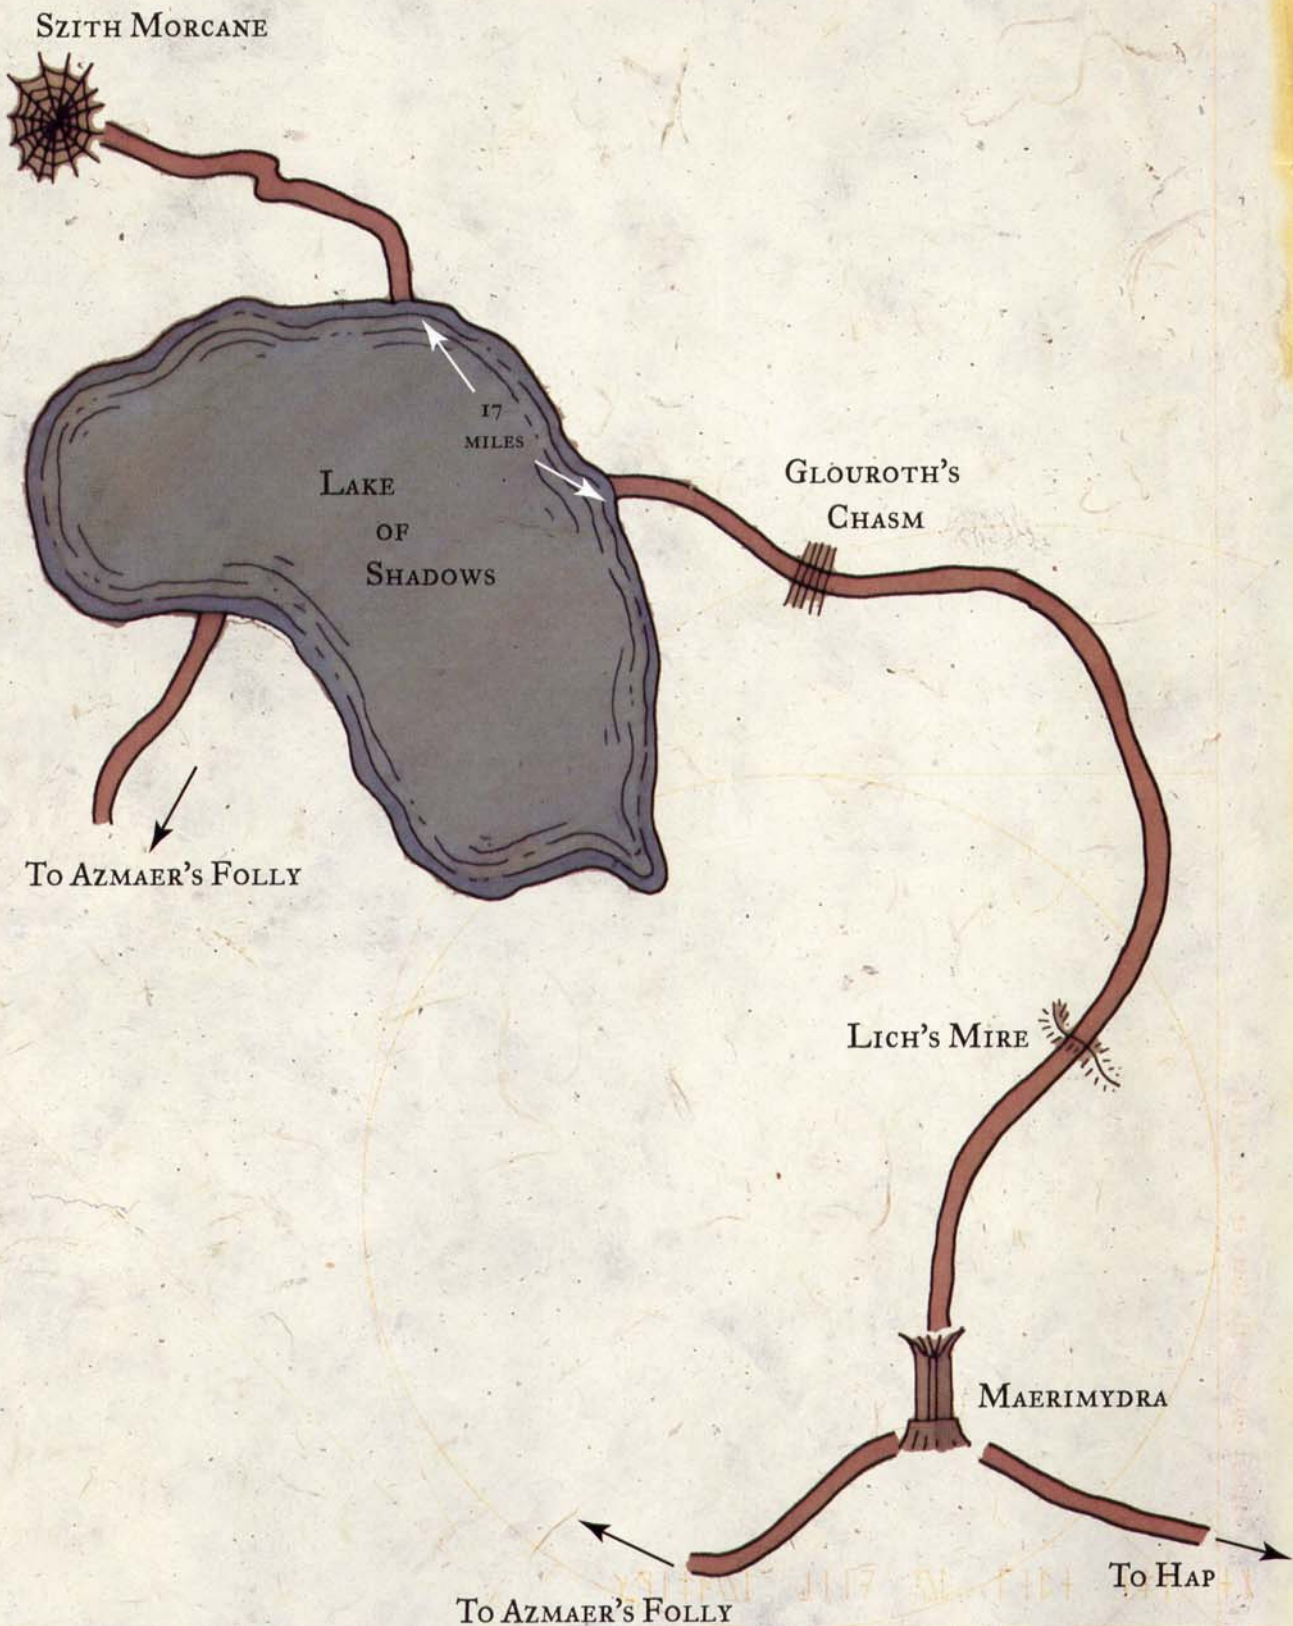 SZITH MORCANE
17
MILES
LAKE
OF
SHADOWS
GLOUROTH'S
CHASM
TO AZMAER'S FOLLY
LICH'S MIRE
MAERIMYDRA
TO HAP
TO AZMAER'S FOLLY